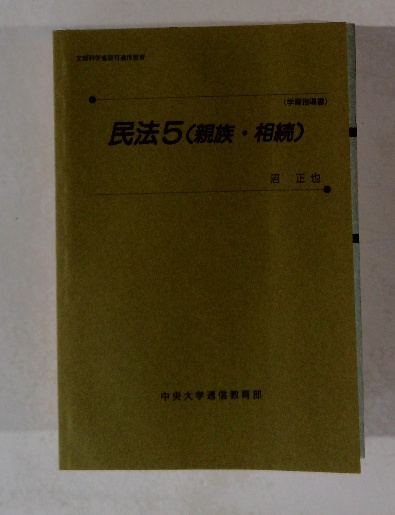 文部科学省認可通信教育
(学習指導書)
民法5(親族・相続)
沼 正也
中央大学通信教育部